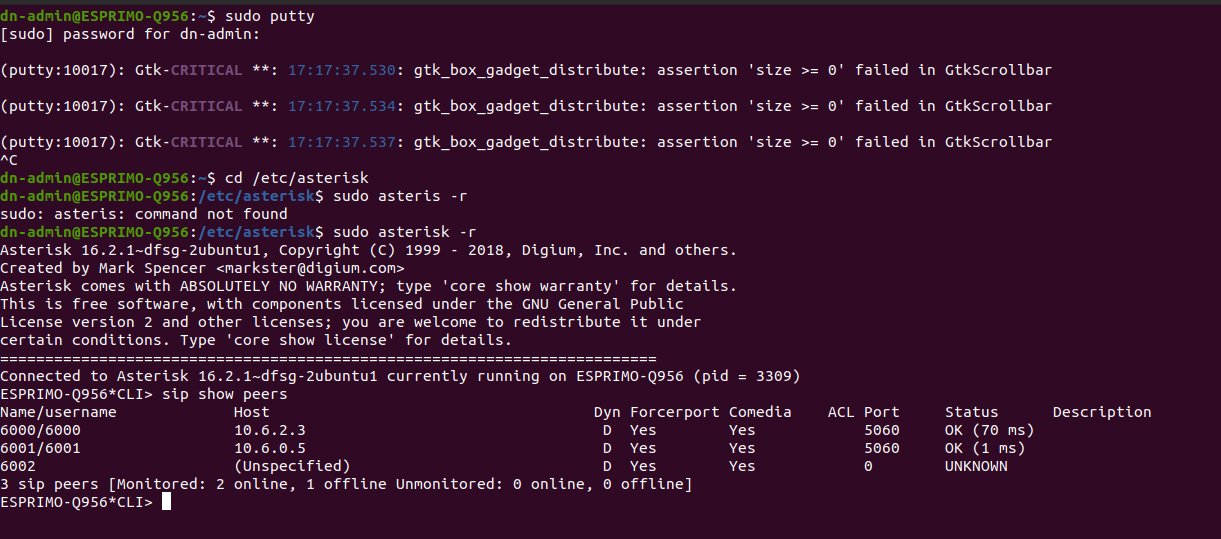 dn-admin@ESPRIMO-Q956:~$ sudo putty
[sudo] password for dn-admin:
(putty:10017): Gtk-CRITICAL **: 17:17:37.530: gtk_box_gadget_distribute: assertion 'size >= 0' failed in GtkScrollbar
(putty:10017): Gtk-CRITICAL **: 17:17:37.534: gtk_box_gadget_distribute: assertion 'size >= 0' failed in GtkScrollbar
(putty:10017): Gtk-CRITICAL **: 17:17:37.537: gtk_box_gadget_distribute: assertion 'size >= 0' failed in GtkScrollbar
^C
dn-admin@ESPRIMO-Q956:~$ cd /etc/asterisk
dn-admin@ESPRIMO-Q956:/etc/asterisk$ sudo asteris -r
sudo: asteris: command not found
dn-admin@ESPRIMO-Q956:/etc/asterisk$ sudo asterisk -r
Asterisk 16.2.1~dfsg-2ubuntu1, Copyright (C) 1999 - 2018, Digium, Inc. and others.
Created by Mark Spencer <markster@digium.com>
Asterisk comes with ABSOLUTELY NO WARRANTY; type 'core show warranty' for details.
This is free software, with components licensed under the GNU General Public
License version 2 and other licenses; you are welcome to redistribute it under
certain conditions. Type 'core show license' for details.
=========================================================================
Connected to Asterisk 16.2.1~dfsg-2ubuntu1 currently running on ESPRIMO-Q956 (pid = 3309)
ESPRIMO-Q956*CLI> sip show peers
Name/username             Host                                    Dyn Forcerport Comedia    ACL Port     Status      Description
6000/6000                 10.6.2.3                                 D  Yes        Yes            5060     OK (70 ms)
6001/6001                 10.6.0.5                                 D  Yes        Yes            5060     OK (1 ms)
6002                      (Unspecified)                            D  Yes        Yes            0        UNKNOWN
3 sip peers [Monitored: 2 online, 1 offline Unmonitored: 0 online, 0 offline]
ESPRIMO-Q956*CLI>